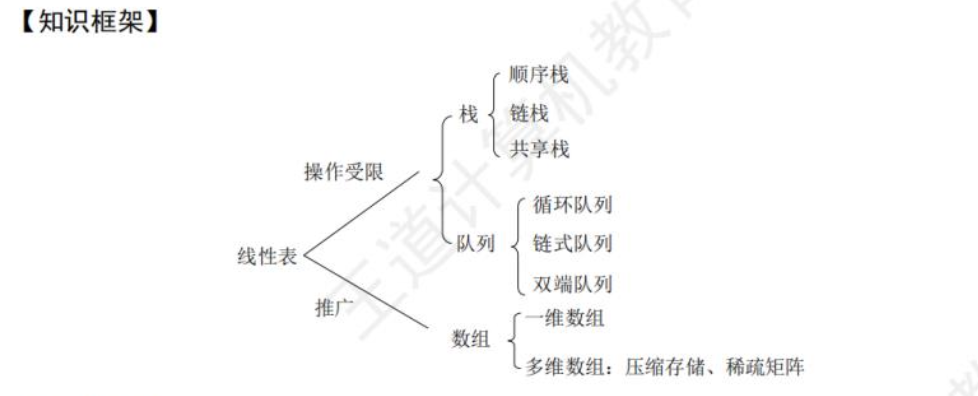 【知识框架】
顺序栈
栈
链栈
共享栈
操作受限
循环队列
队列
链式队列
双端队列
线性表
推广
一维数组
数组
多维数组：压缩存储、稀疏矩阵
王道计算机教育